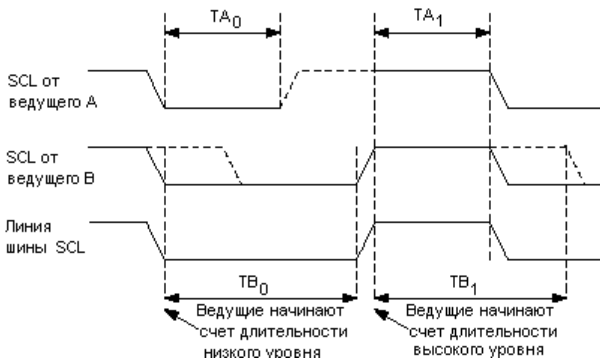 TA0
TA1
SCL от
ведущего А
SCL от
ведущего В
Линия
шины SCL
TB0
TB1
Ведущие начинают
счет длительности
низкого уровня
Ведущие начинают
счет длительности
высокого уровня